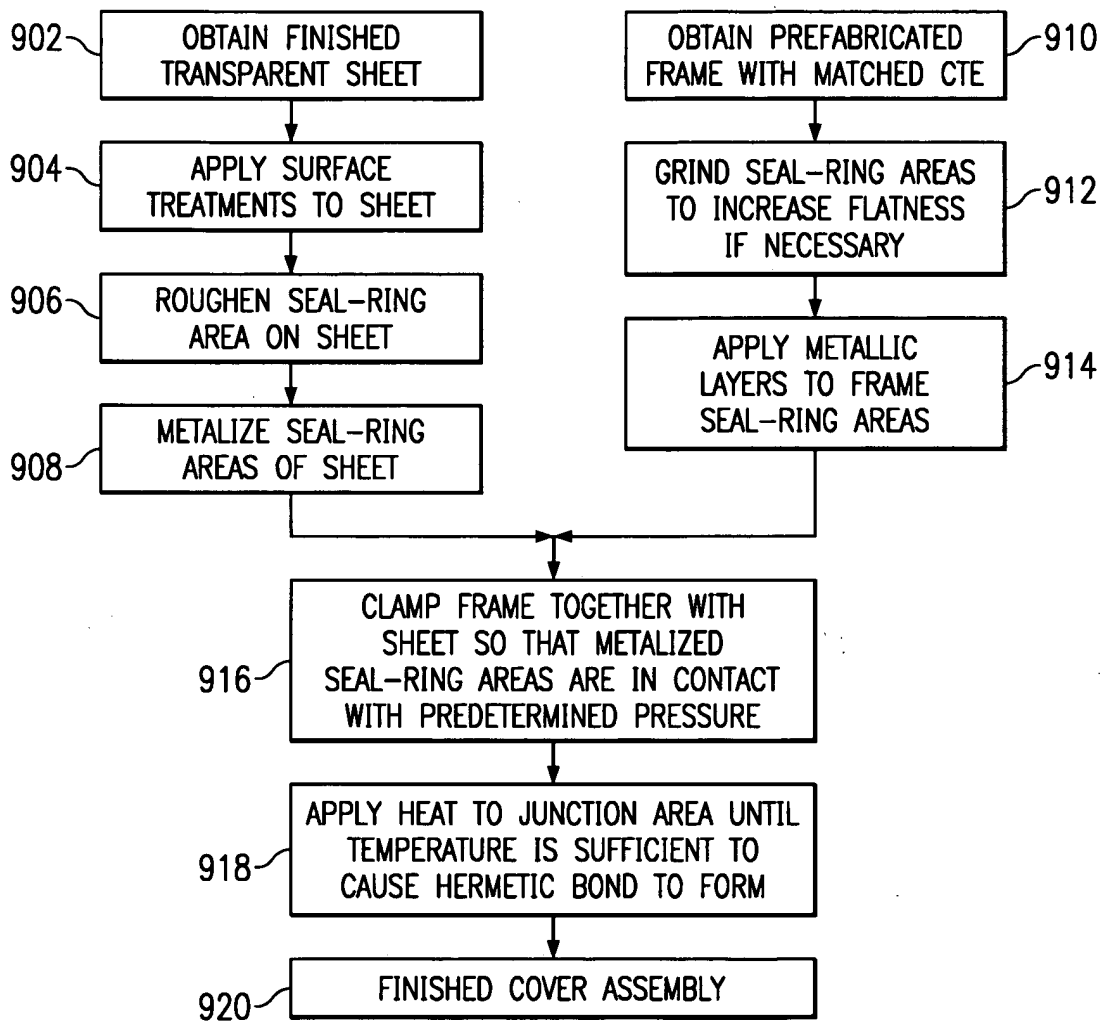 902
OBTAIN FINISHED
TRANSPARENT SHEET
904
APPLY SURFACE
TREATMENTS TO SHEET
906
ROUGHEN SEAL-RING
AREA ON SHEET
908
METALIZE SEAL-RING
AREAS OF SHEET
OBTAIN PREFABRICATED
FRAME WITH MATCHED CTE
910
GRIND SEAL-RING AREAS
TO INCREASE FLATNESS
IF NECESSARY
912
APPLY METALLIC
LAYERS TO FRAME
SEAL-RING AREAS
914
916
CLAMP FRAME TOGETHER WITH
SHEET SO THAT METALIZED
SEAL-RING AREAS ARE IN CONTACT
WITH PREDETERMINED PRESSURE
918
APPLY HEAT TO JUNCTION AREA UNTIL
TEMPERATURE IS SUFFICIENT TO
CAUSE HERMETIC BOND TO FORM
920
FINISHED COVER ASSEMBLY